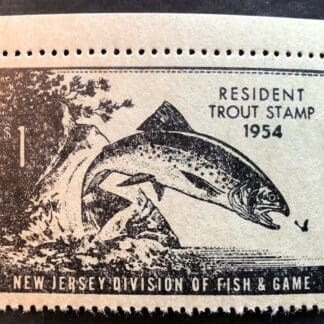 RESIDENT
TROUT STAMP
1954
$1
NEW JERSEY DIVISION OF FISH & GAME